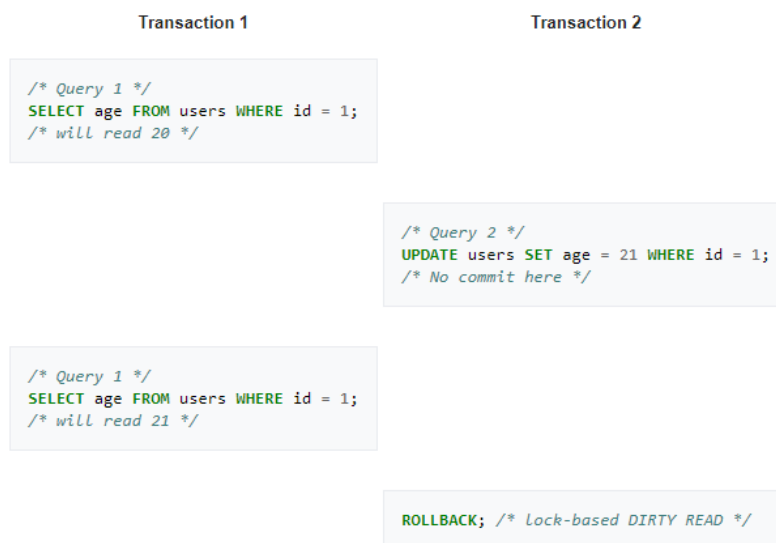 Transaction 1
Transaction 2
/* Query 1 */
SELECT age FROM users WHERE id = 1;
/* will read 20 */
/* Query 2 */
UPDATE users SET age = 21 WHERE id = 1;
/* No commit here */
/* Query 1 */
SELECT age FROM users WHERE id = 1;
/* will read 21 */
ROLLBACK; /* lock-based DIRTY READ */